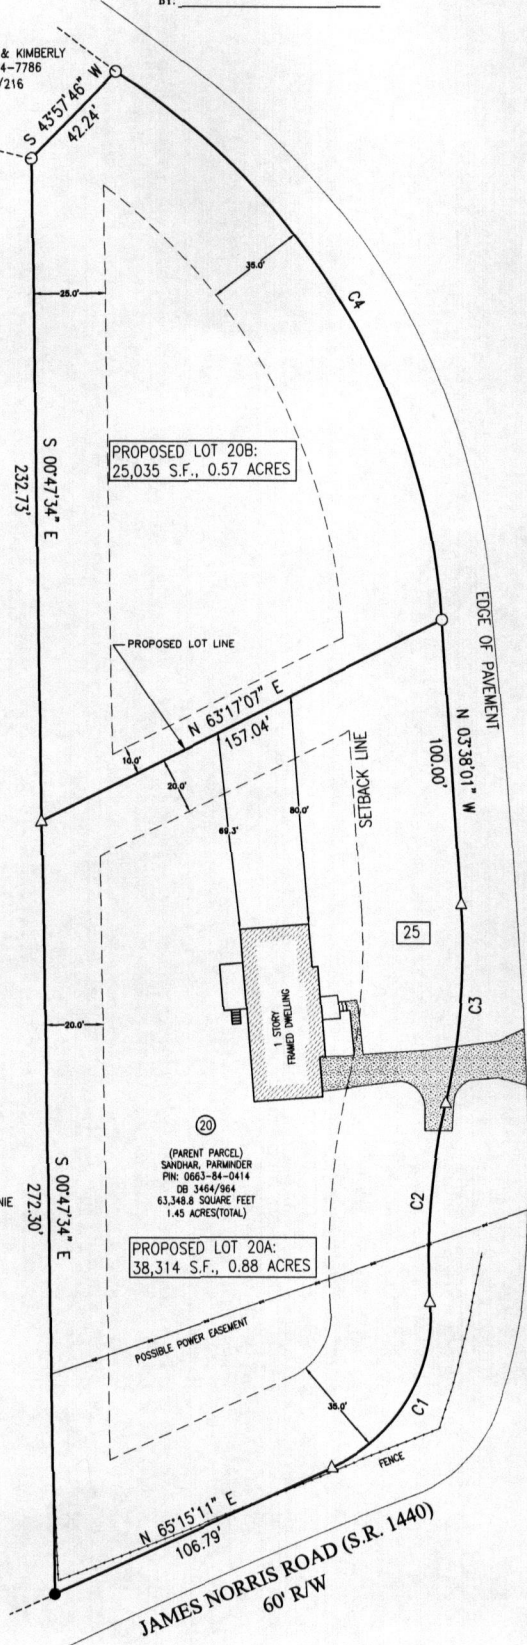 BY:
& KIMBERLY
4-7786
/216
S 43°57'46" W
42.24'
35.0'
C4
25.0'
S 00°47'34" E
232.73'
PROPOSED LOT 20B:
25,035 S.F., 0.57 ACRES
EDGE OF PAVEMENT
PROPOSED LOT LINE
N 63°17'07" E
157.04'
10.0'
20.0'
SETBACK LINE
N 03°38'01" W
100.00'
69.3'
80.0'
25
1 STORY
FRAMED DWELLING
C3
20.0'
20
(PARENT PARCEL)
SANDHAR, PARMINDER
PIN: 0663-84-0414
DB 3464/964
63,348.8 SQUARE FEET
1.45 ACRES(TOTAL)
C2
NIE
S 00°47'34" E
272.30'
PROPOSED LOT 20A:
38,314 S.F., 0.88 ACRES
POSSIBLE POWER EASEMENT
35.0'
C1
FENCE
N 65°15'11" E
106.79'
JAMES NORRIS ROAD (S.R. 1440)
60' R/W